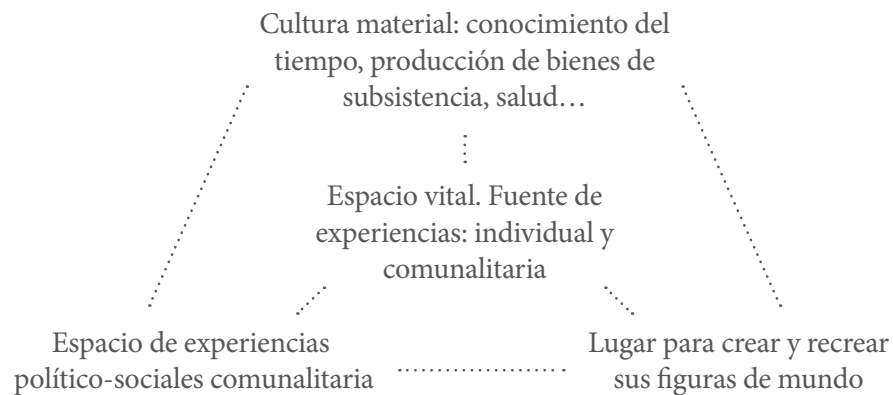 Cultura material: conocimiento del
tiempo, producción de bienes de
subsistencia, salud…
Espacio vital. Fuente de
experiencias: individual y
comunalitaria
Espacio de experiencias
político-sociales comunalitaria
Lugar para crear y recrear
sus figuras de mundo